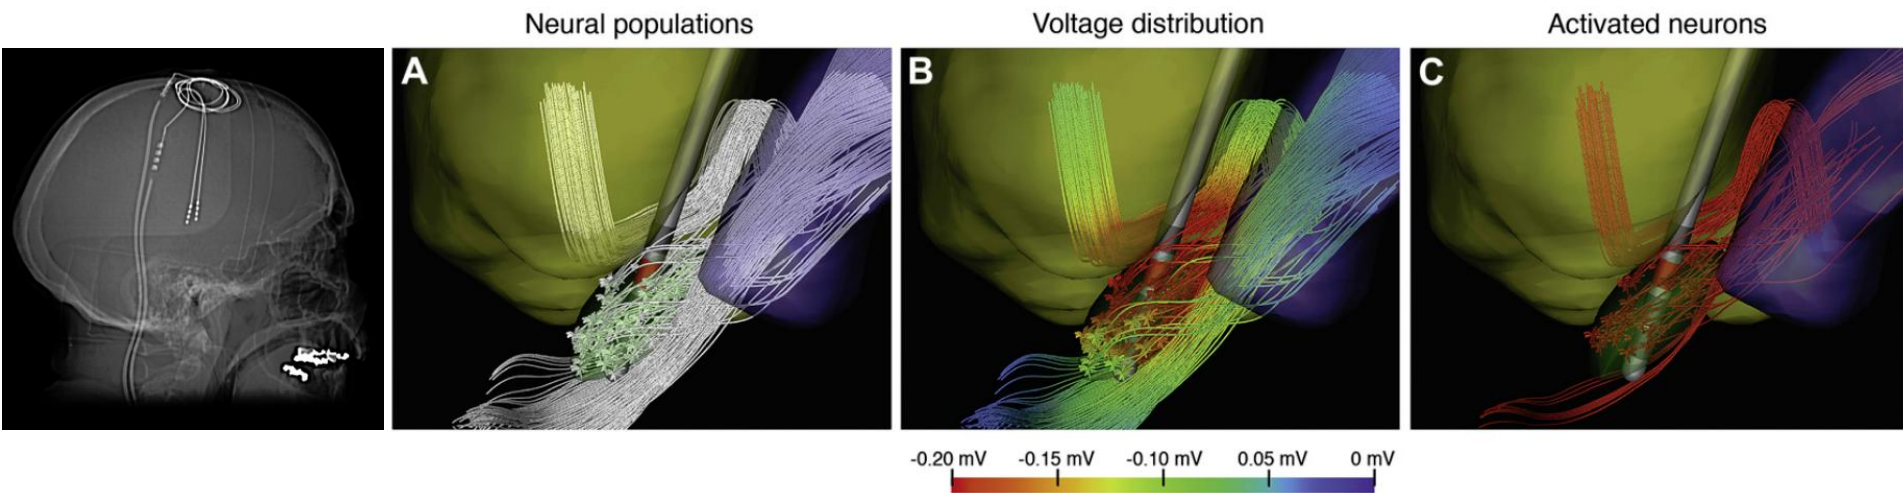 Neural populations
Voltage distribution
Activated neurons
A
B
C
-0.20 mV
-0.15 mV
-0.10 mV
0.05 mV
0 mV